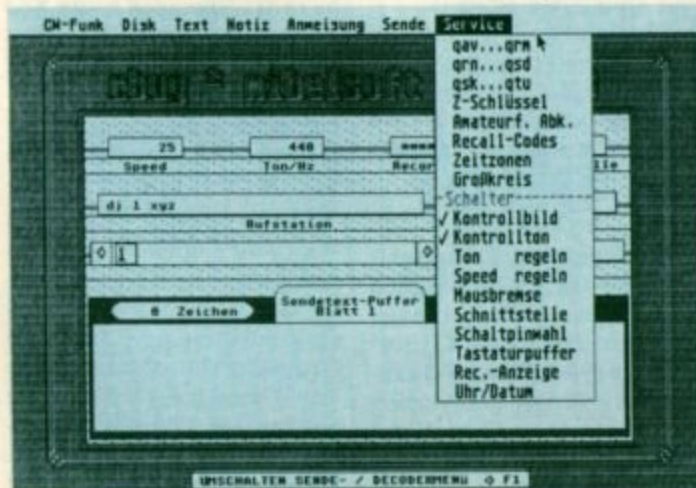 CW-Funk Disk Text Notiz Anweisung Sende Service
qav...qrm
qrn...qsd
qsk...qtu
Z-Schlüssel
Amateurf. Abk.
Recall-Codes
Zeitzonen
Großkreis
Schalter
✓Kontrollbild
✓Kontrollton
Ton regeln
Speed regeln
Mausbremse
Schnittstelle
Schaltpinwahl
Tastaturpuffer
Rec.-Anzeige
Uhr/Datum
25 440
Speed Ton/Hz Recor
dj 1 xyz
Rufstation
1
0 Zeichen
Sendetext-Puffer
Blatt 1
UMSCHALTEN SENDE- / DECODERMENU ◊ F1